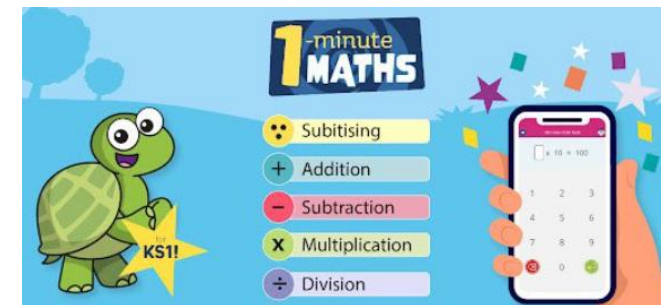 1-minute
MATHS
Subitising
+ Addition
- Subtraction
x Multiplication
÷ Division
for
KS1!
x 10 = 100
1 2 3
4 5 6
7 8 9
0